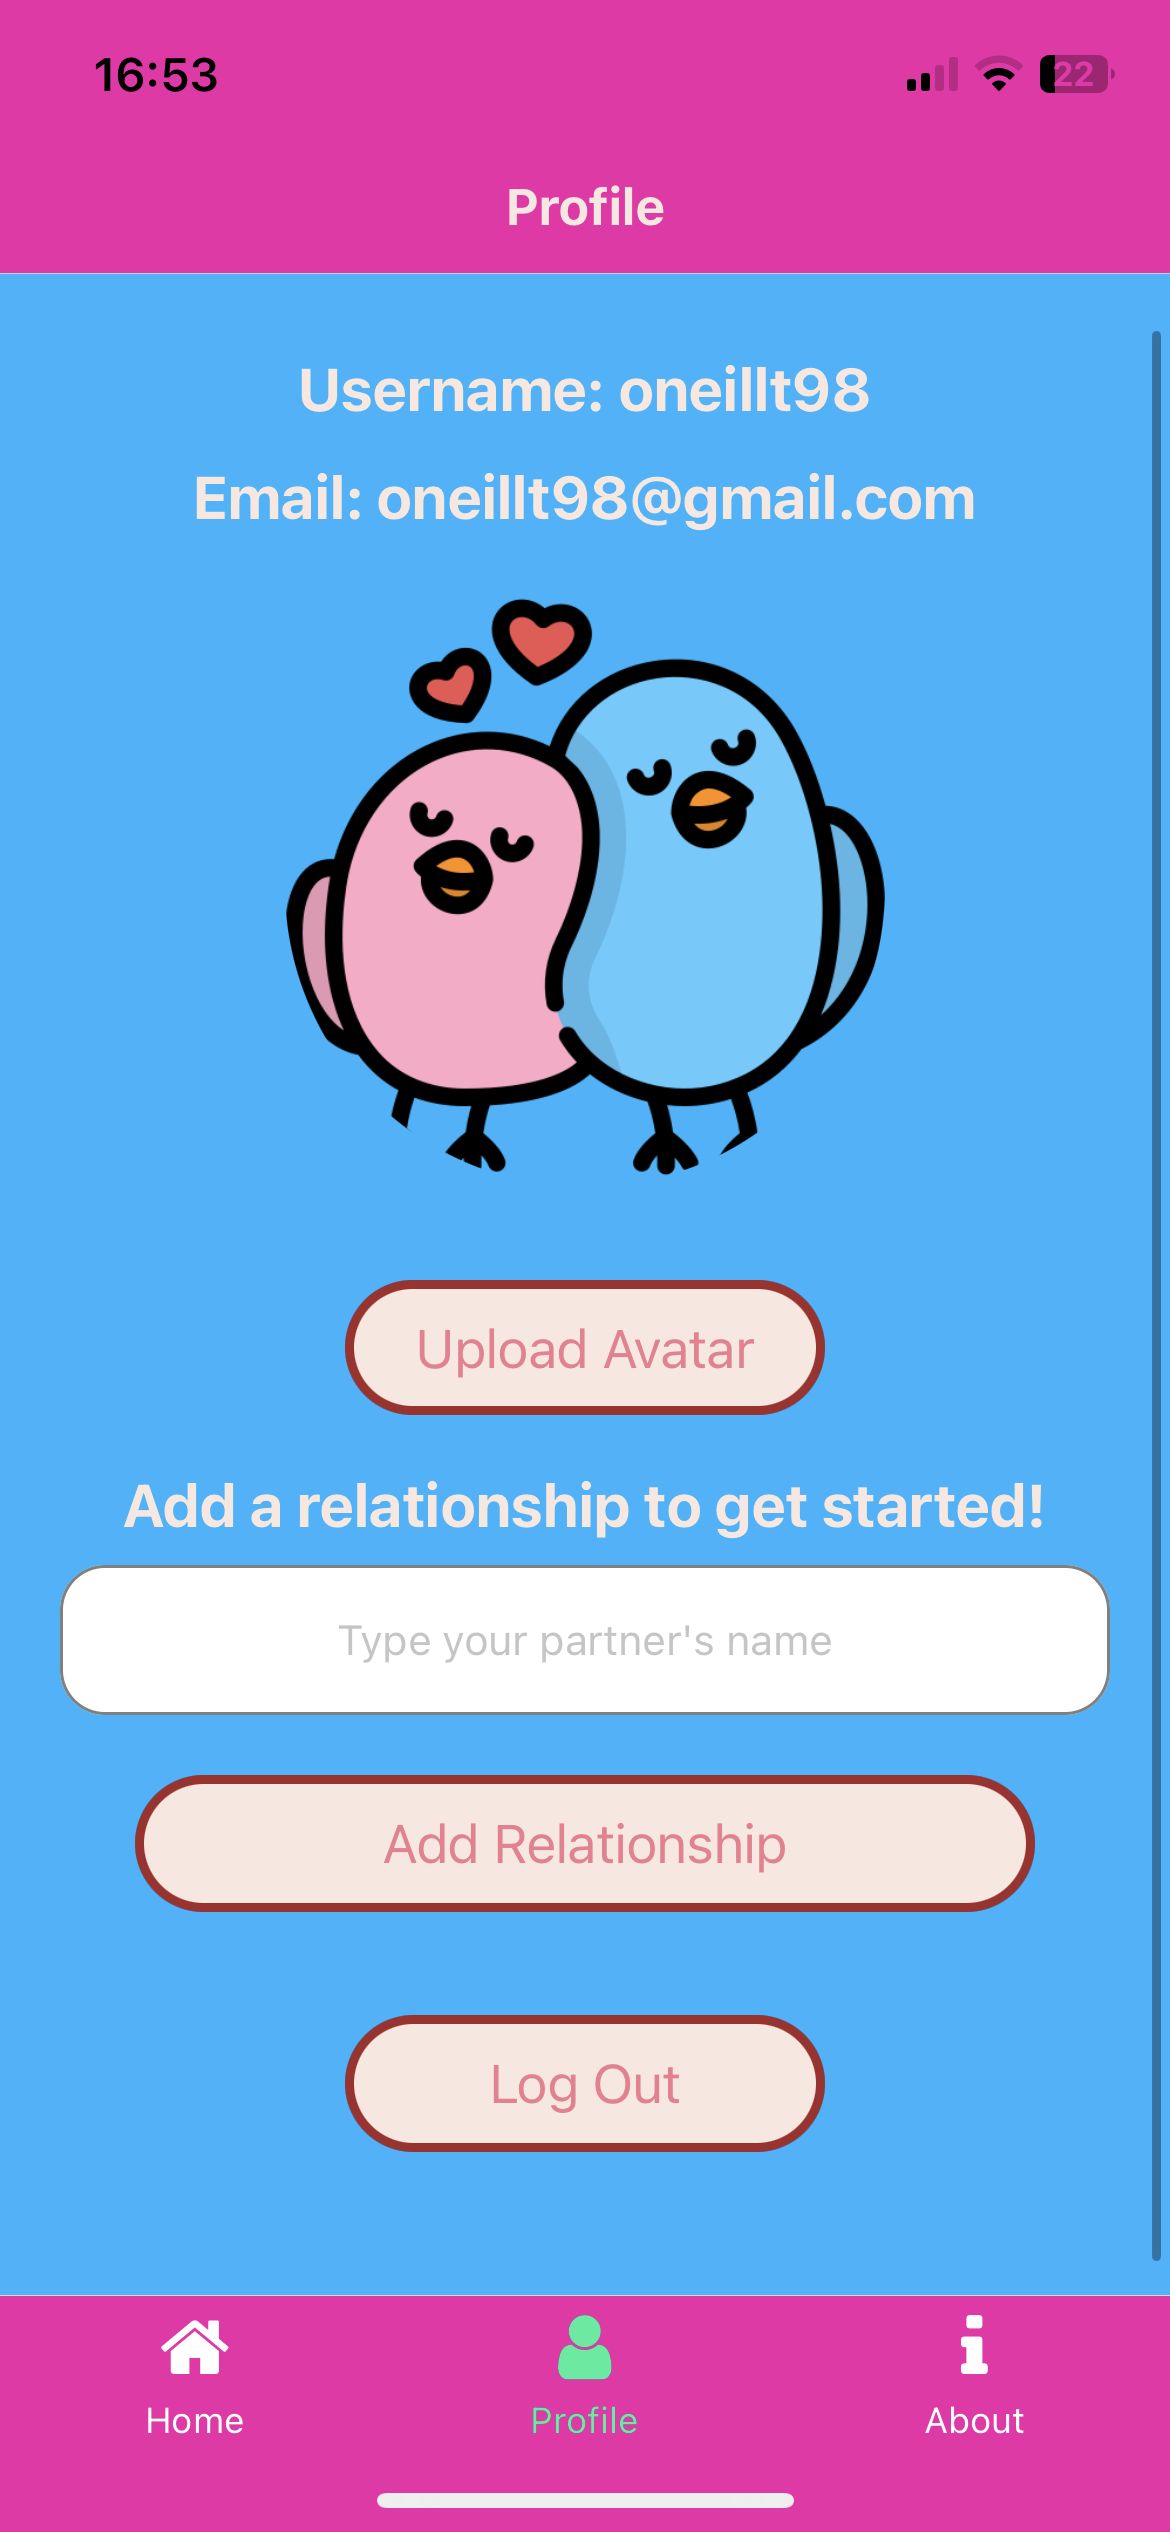 16:53
22
Profile
Username: oneillt98
Email: oneillt98@gmail.com
Upload Avatar
Add a relationship to get started!
Type your partner's name
Add Relationship
Log Out
Home
Profile
About